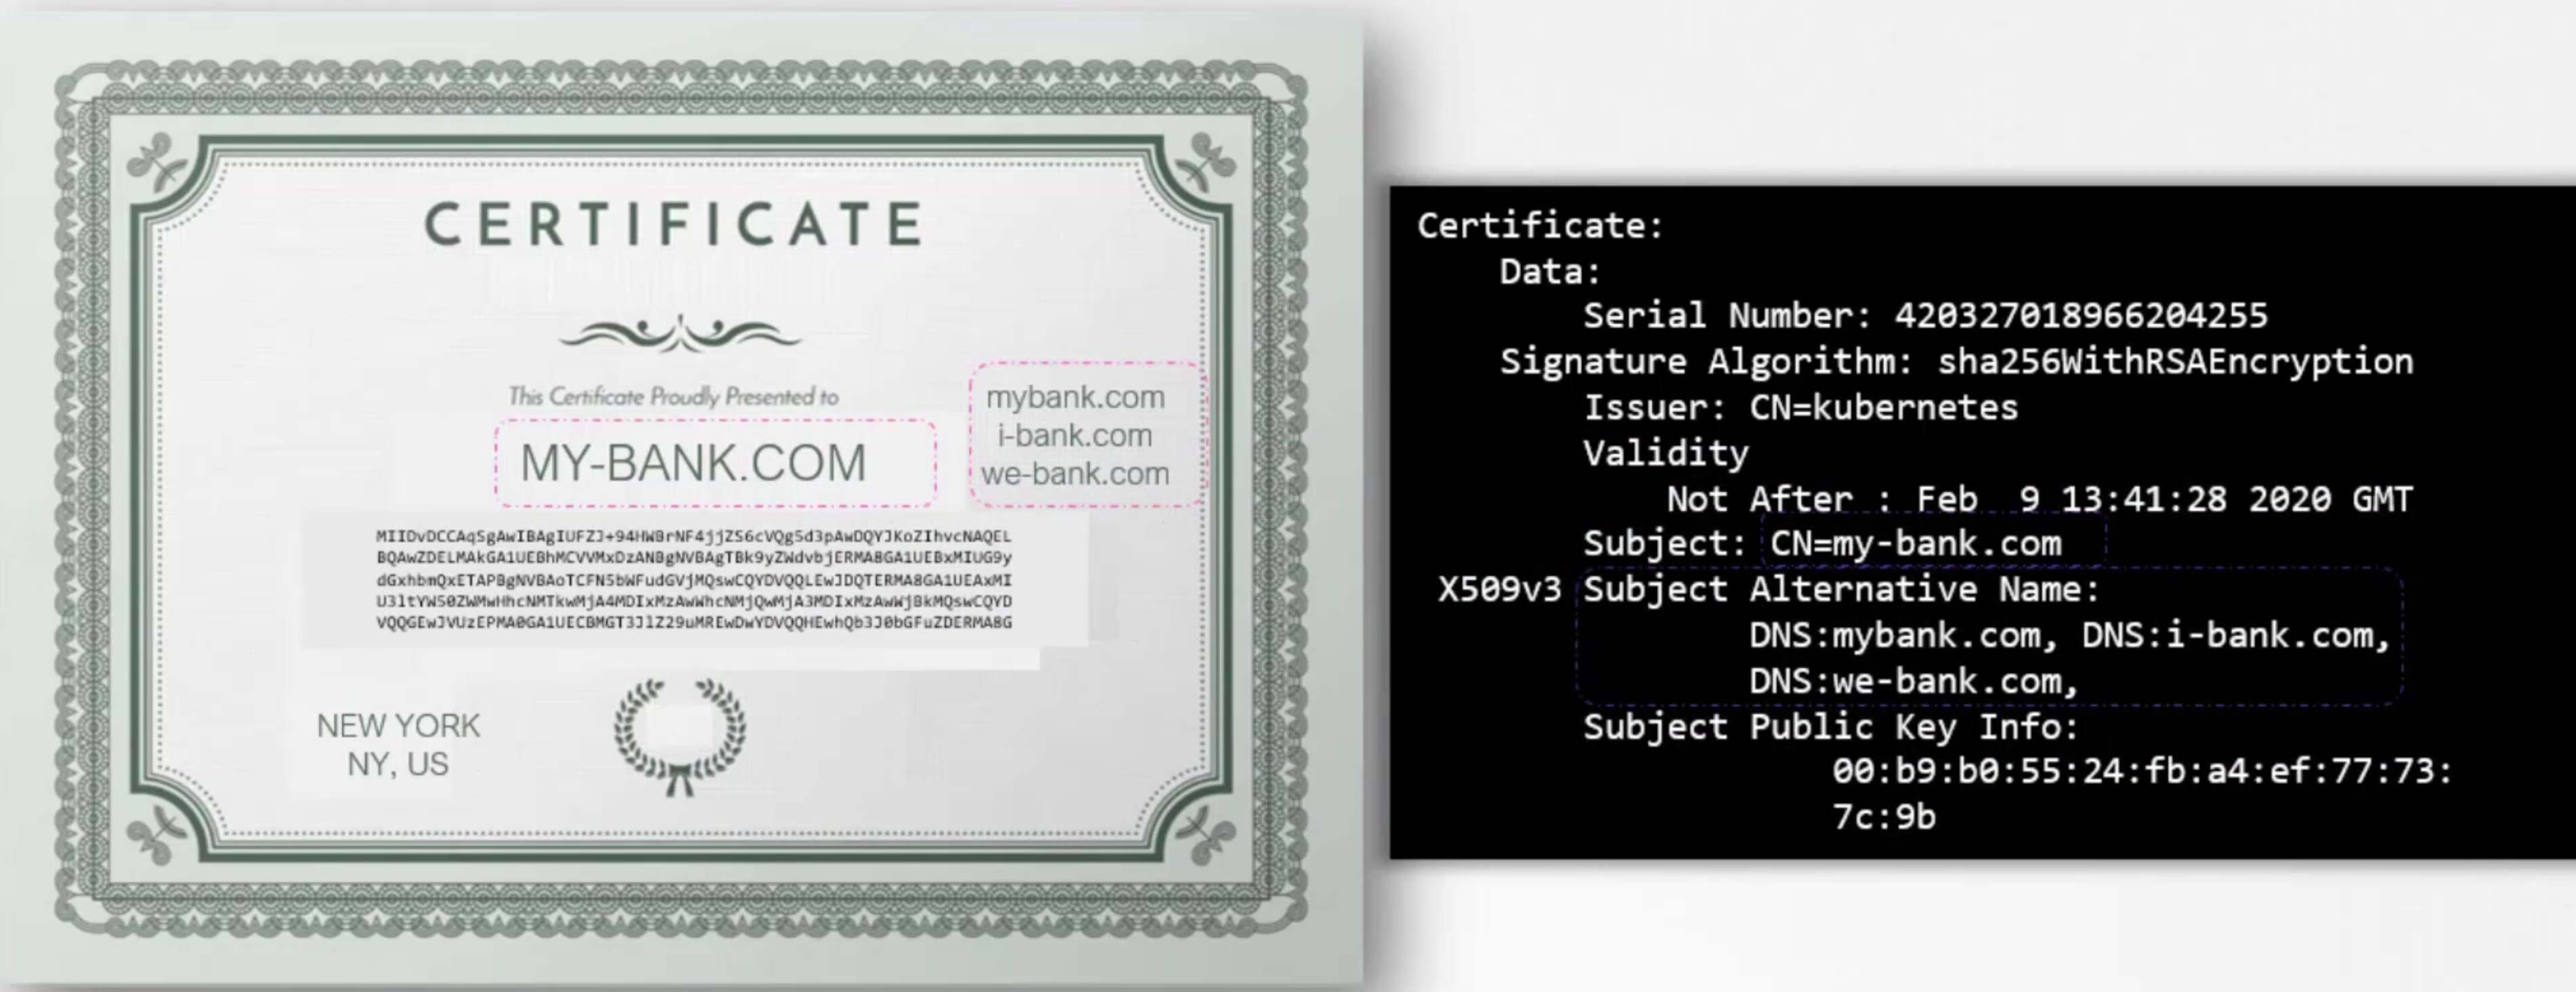 CERTIFICATE
This Certificate Proudly Presented to
MY-BANK.COM
mybank.com
i-bank.com
we-bank.com
MIIDvDCCAqSgAwIBAgIUFZJ+94HWBrNF4jjZS6cVQg5d3pAwDQYJKoZIhvcNAQEL
BQAwZDELMAkGA1UEBhMCVVMxDzANBgNVBAgTBk9yZWdvbjERMA8GA1UEBxMIUG9y
dGxhbmQxETAPBgNVBAoTCFN5bWFudGVjMQswCQYDVQQLEwJDQTERMA8GA1UEAxMI
U3ltYW50ZWMwHhcNMTkwMjA4MDIxMzAwWhcNMjQwMjA3MDIxMzAwWjBkMQswCQYD
VQQGEwJVUzEPMA0GA1UECBMGT3JlZ29uMREwDwYDVQQHEwhQb3J0bGFuZDERMA8G
NEW YORK
NY, US
Certificate:
Data:
Serial Number: 420327018966204255
Signature Algorithm: sha256WithRSAEncryption
Issuer: CN=kubernetes
Validity
Not After : Feb  9 13:41:28 2020 GMT
Subject: CN=my-bank.com
X509v3 Subject Alternative Name:
DNS:mybank.com, DNS:i-bank.com,
DNS:we-bank.com,
Subject Public Key Info:
00:b9:b0:55:24:fb:a4:ef:77:73:
7c:9b